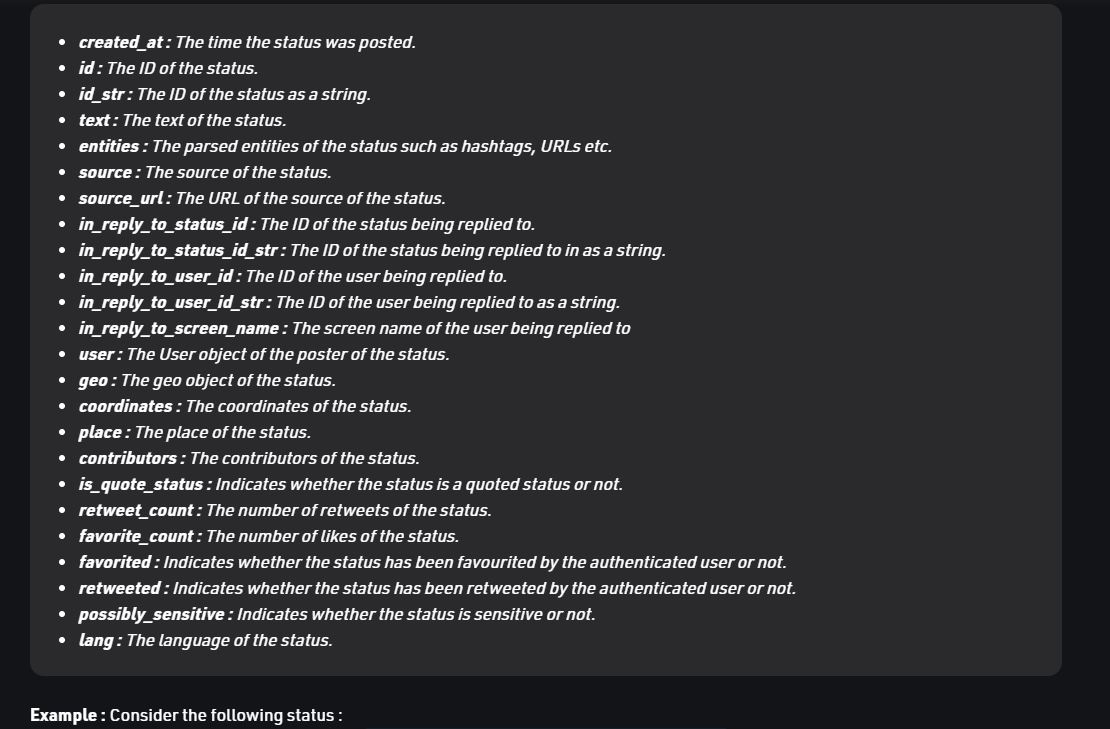 • created_at : The time the status was posted.
• id : The ID of the status.
• id_str : The ID of the status as a string.
• text : The text of the status.
• entities : The parsed entities of the status such as hashtags, URLs etc.
• source : The source of the status.
• source_url : The URL of the source of the status.
• in_reply_to_status_id : The ID of the status being replied to.
• in_reply_to_status_id_str : The ID of the status being replied to in as a string.
• in_reply_to_user_id : The ID of the user being replied to.
• in_reply_to_user_id_str : The ID of the user being replied to as a string.
• in_reply_to_screen_name : The screen name of the user being replied to
• user : The User object of the poster of the status.
• geo : The geo object of the status.
• coordinates : The coordinates of the status.
• place : The place of the status.
• contributors : The contributors of the status.
• is_quote_status : Indicates whether the status is a quoted status or not.
• retweet_count : The number of retweets of the status.
• favorite_count : The number of likes of the status.
• favorited : Indicates whether the status has been favourited by the authenticated user or not.
• retweeted : Indicates whether the status has been retweeted by the authenticated user or not.
• possibly_sensitive : Indicates whether the status is sensitive or not.
• lang : The language of the status.
Example : Consider the following status :